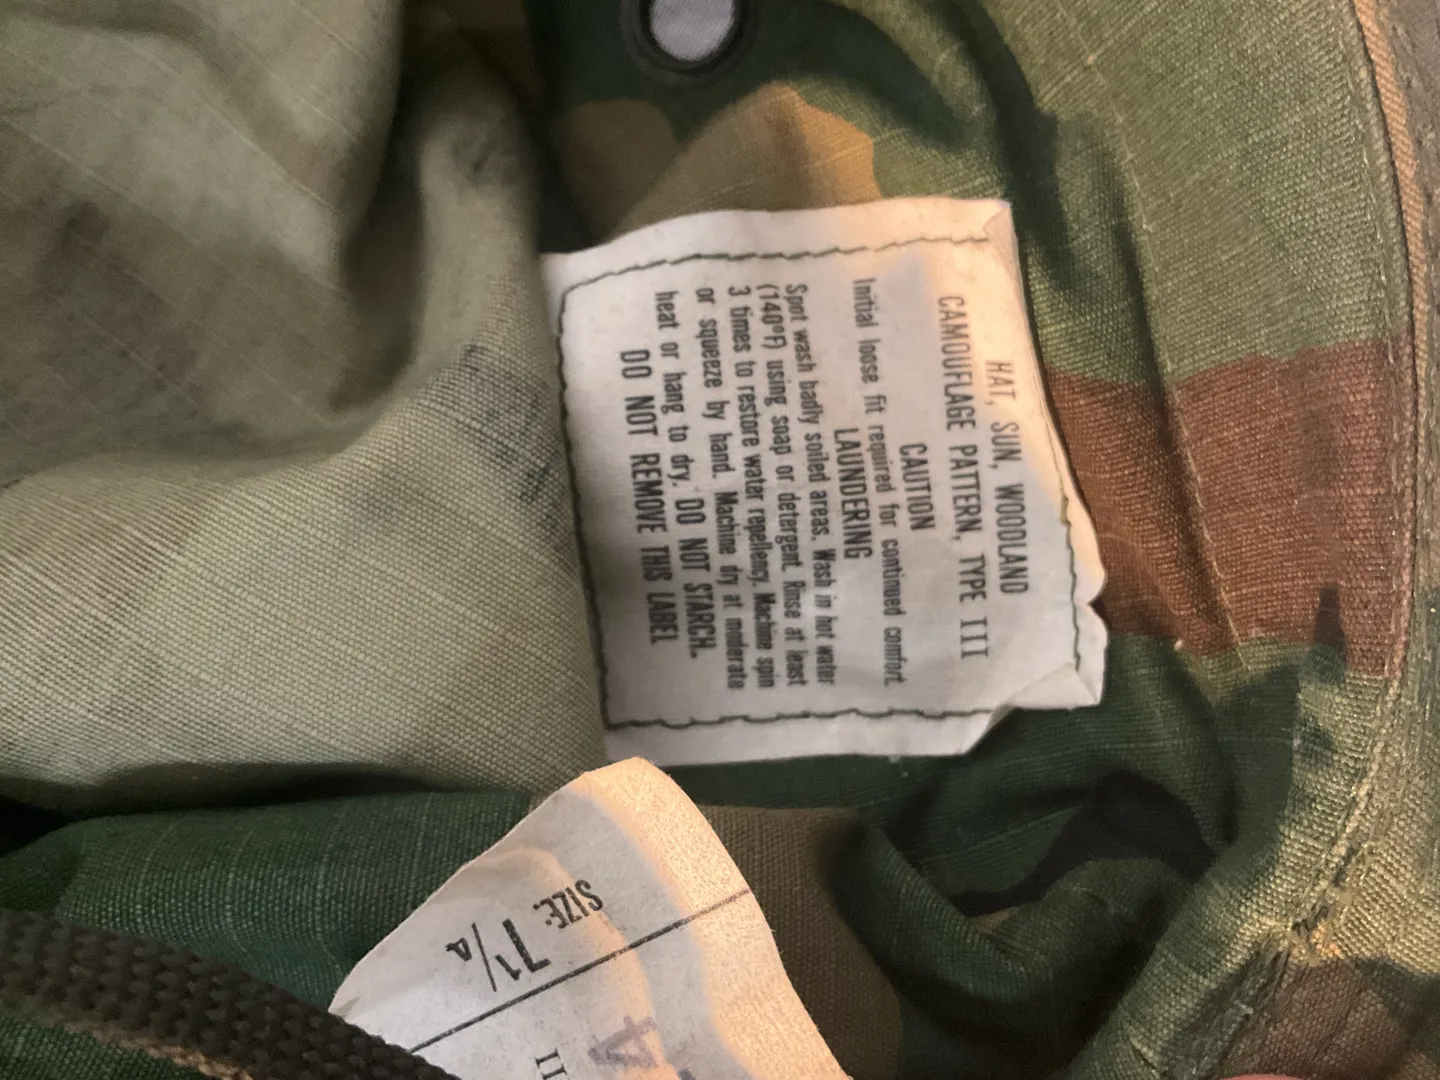 HAT, SUN, WOODLAND
CAMOUFLAGE PATTERN, TYPE III
CAUTION
Initial loose fit required for continued comfort.
LAUNDERING
Spot wash badly soiled areas. Wash in hot water
(140°F) using soap or detergent. Rinse at least
3 times to restore water repellency. Machine spin
or squeeze by hand. Machine dry at moderate
heat or hang to dry. DO NOT STARCH.
DO NOT REMOVE THIS LABEL
SIZE: 7 1/4